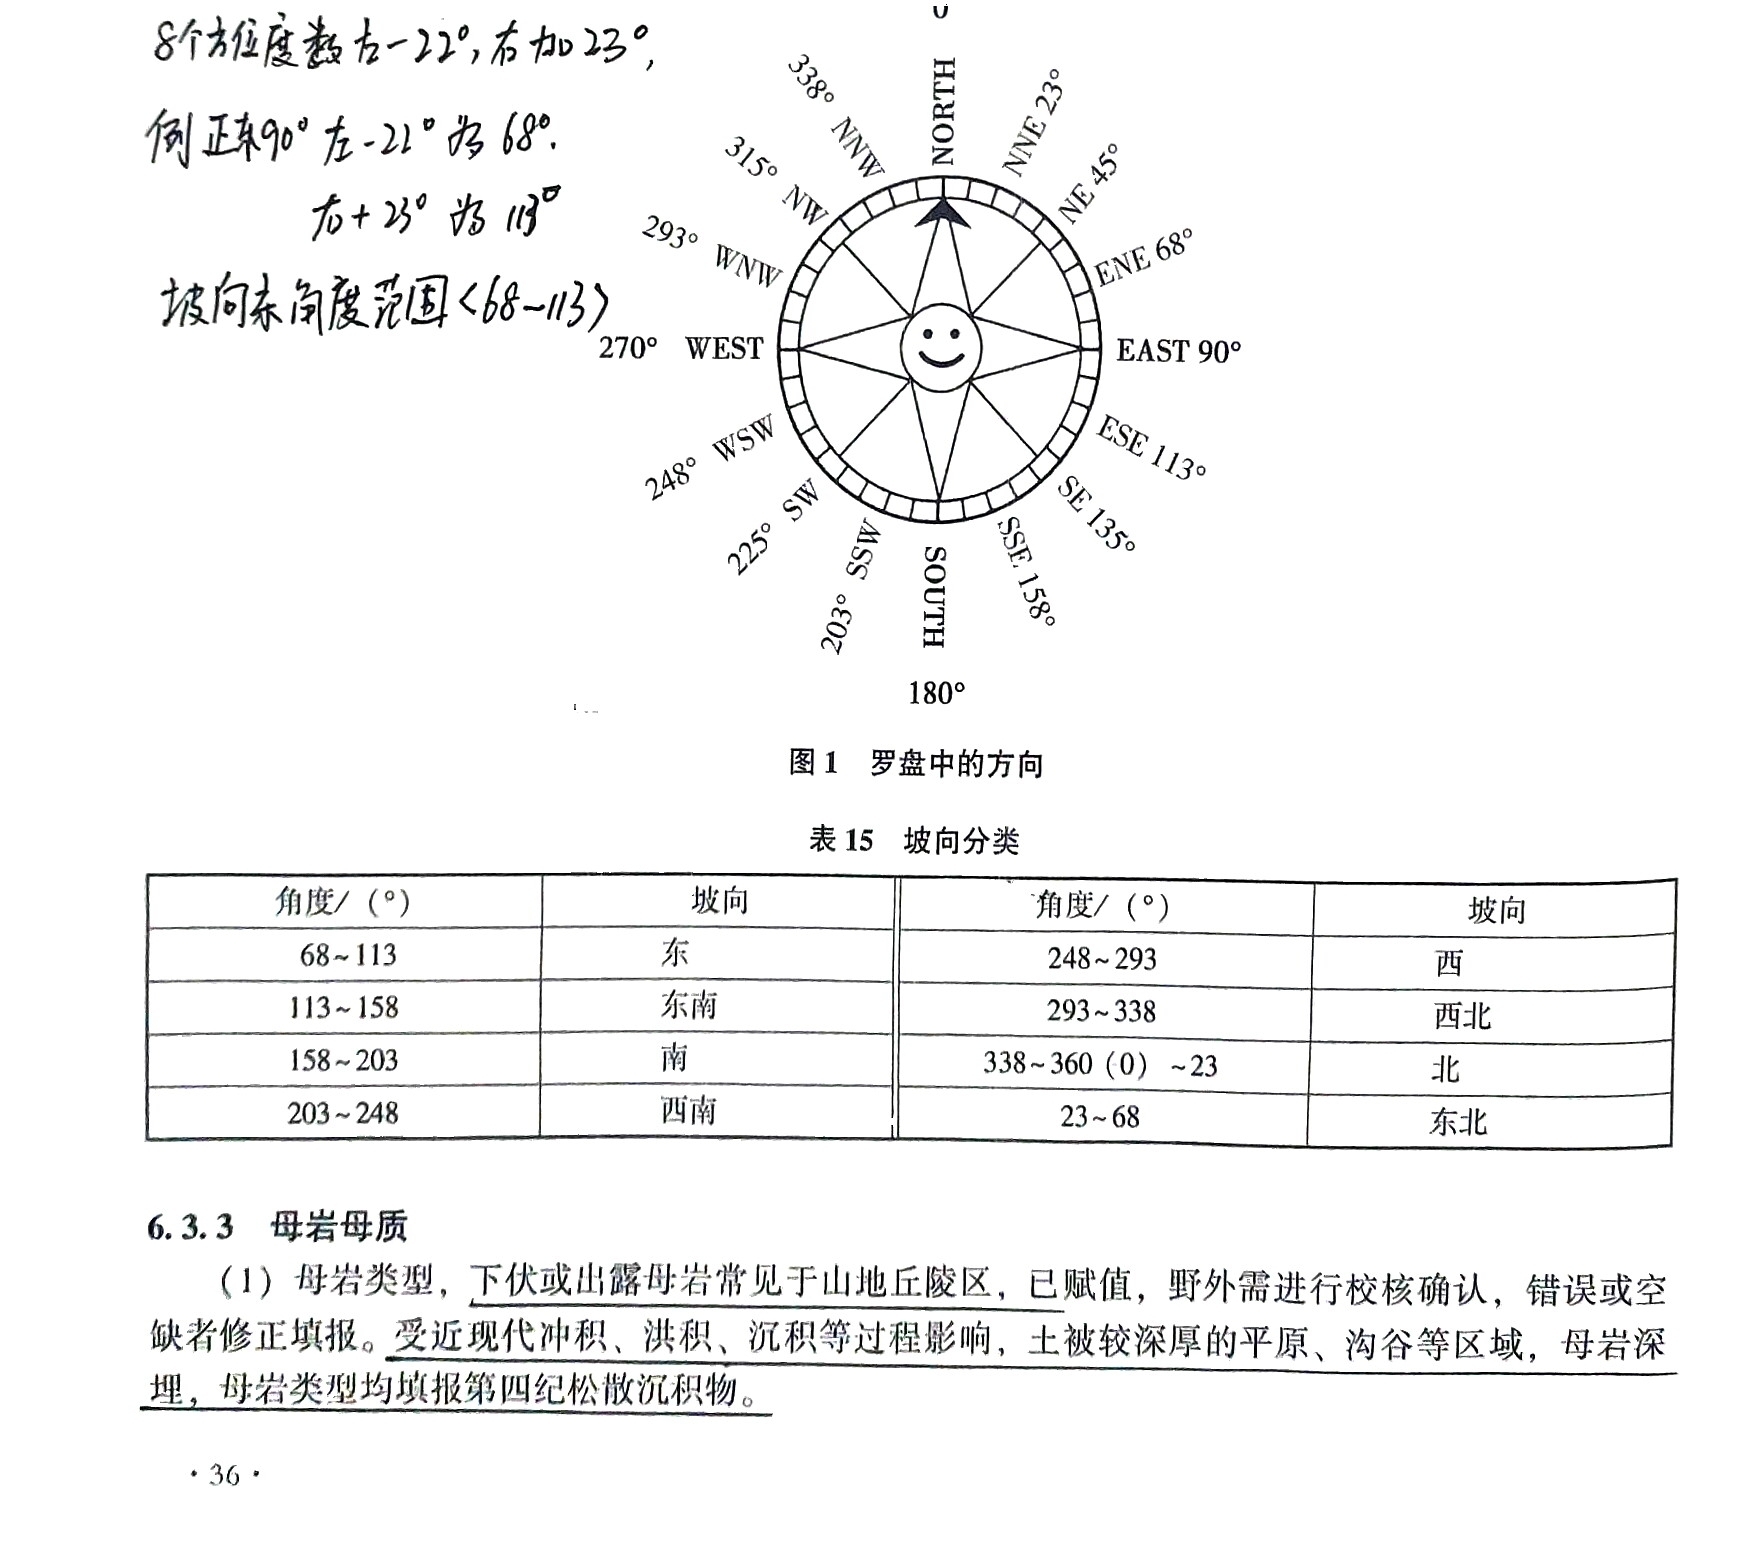 8个方位度数左-22°,右加23°,
例正东90°左-22°为68°.
右+23°为113°
坡向东角度范围<68~113>
0
NORTH
338° NNW
NNE 23°
315° NW
NE 45°
293° WNW
ENE 68°
270° WEST
EAST 90°
248° WSW
ESE 113°
225° SW
SE 135°
203° SSW
SSE 158°
SOUTH
180°
图1 罗盘中的方向
表15 坡向分类
角度/(°) 坡向 角度/(°) 坡向
68~113 东 248~293 西
113~158 东南 293~338 西北
158~203 南 338~360(0)~23 北
203~248 西南 23~68 东北
6.3.3 母岩母质
(1)母岩类型,下伏或出露母岩常见于山地丘陵区,已赋值,野外需进行校核确认,错误或空
缺者修正填报。受近现代冲积、洪积、沉积等过程影响,土被较深厚的平原、沟谷等区域,母岩深
埋,母岩类型均填报第四纪松散沉积物。
·36·